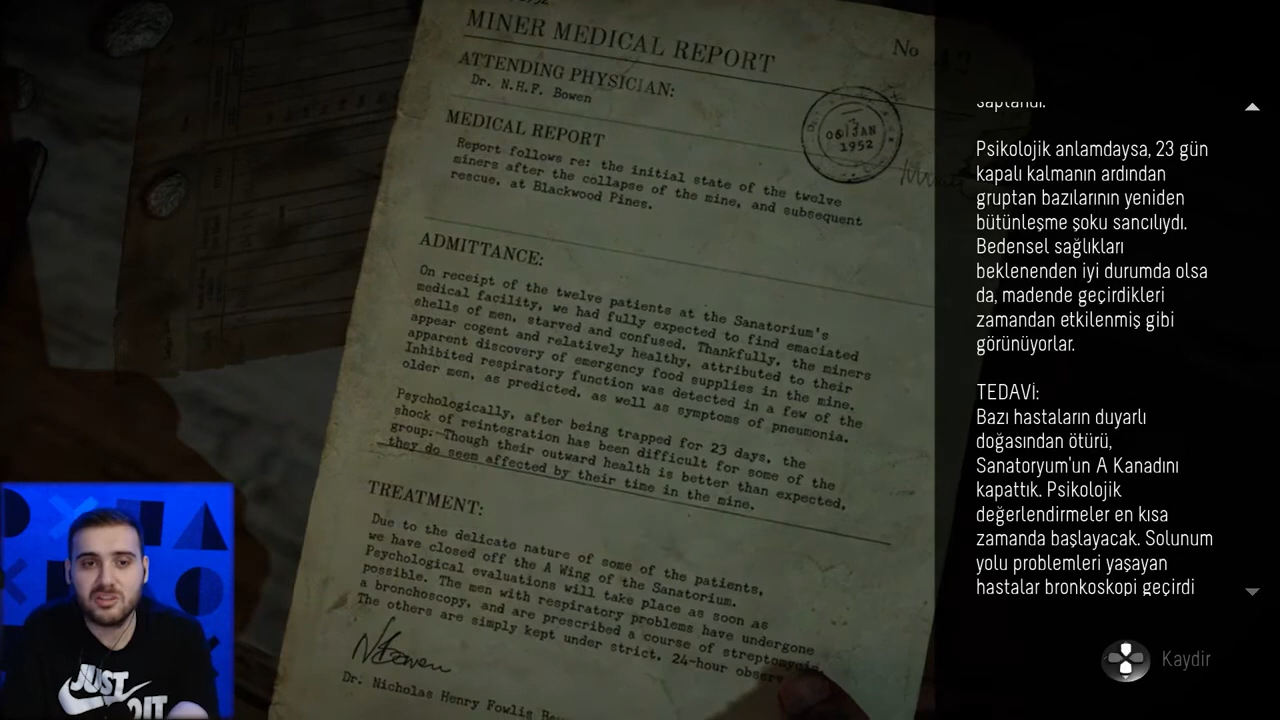 MINER MEDICAL REPORT
No
ATTENDING PHYSICIAN:
Dr. N.H.F. Bowen
06 JAN
1952
MEDICAL REPORT
Report follows re: the initial state of the twelve
miners after the collapse of the mine, and subsequent
rescue, at Blackwood Pines.
ADMITTANCE:
On receipt of the twelve patients at the Sanatorium's
medical facility, we had fully expected to find emaciated
shells of men, starved and confused. Thankfully, the miners
appear cogent and relatively healthy, attributed to their
apparent discovery of emergency food supplies in the mine.
Inhibited respiratory function was detected in a few of the
older men, as predicted, as well as symptoms of pneumonia.
Psychologically, after being trapped for 23 days, the
shock of reintegration has been difficult for some of the
group. Though their outward health is better than expected,
they do seem affected by their time in the mine.
TREATMENT:
Due to the delicate nature of some of the patients,
we have closed off the A Wing of the Sanatorium.
Psychological evaluations will take place as soon as
possible. The men with respiratory problems have undergone
a bronchoscopy, and are prescribed a course of streptomycin.
The others are simply kept under strict, 24-hour
Dr. Nicholas Henry Fowlis
saptandı.
Psikolojik anlamdaysa, 23 gün
kapalı kalmanın ardından
gruptan bazılarının yeniden
bütünleşme şoku sancılıydı.
Bedensel sağlıkları
beklenenden iyi durumda olsa
da, madende geçirdikleri
zamandan etkilenmiş gibi
görünüyorlar.
TEDAVİ:
Bazı hastaların duyarlı
doğasından ötürü,
Sanatoryum'un A Kanadını
kapattık. Psikolojik
değerlendirmeler en kısa
zamanda başlayacak. Solunum
yolu problemleri yaşayan
hastalar bronkoskopi geçirdi
Kaydir
JUST